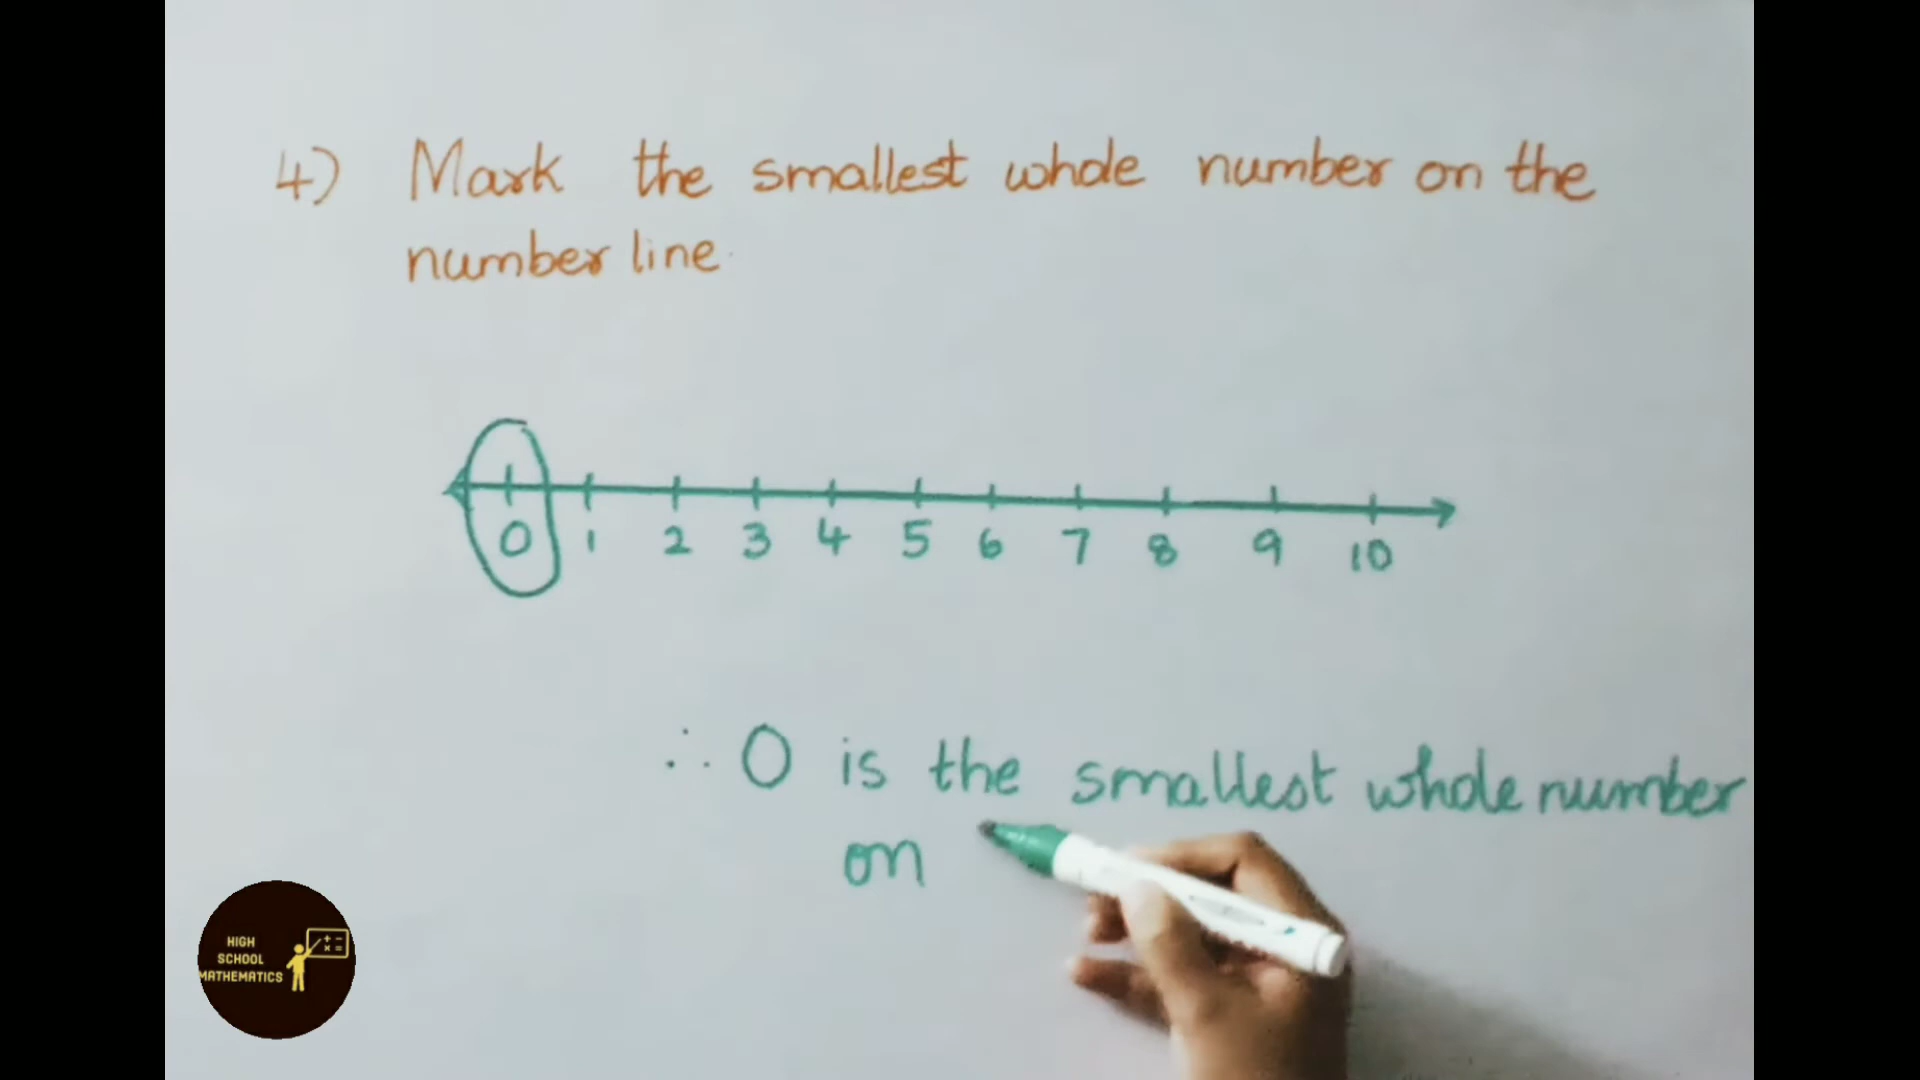 4) Mark the smallest whole number on the
number line.
0 1 2 3 4 5 6 7 8 9 10
∴ 0 is the smallest whole number
on
HIGH
SCHOOL
MATHEMATICS